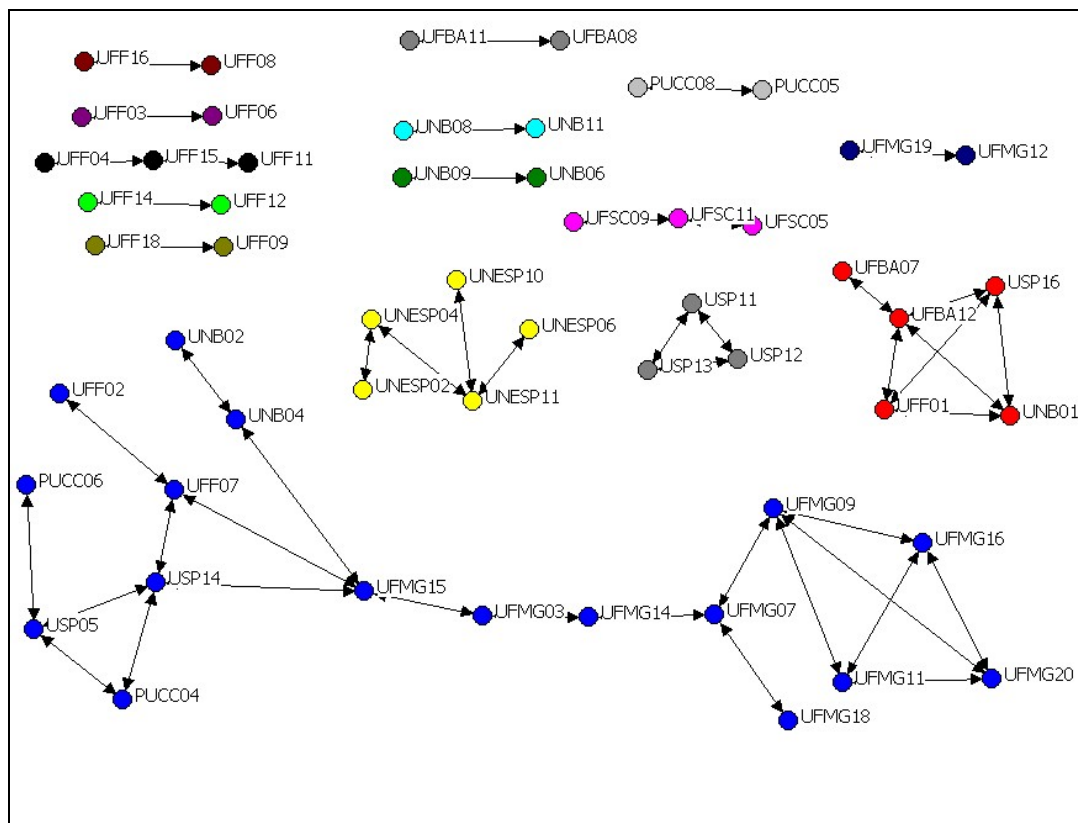 UFF16
UFF08
UFBA11
UFBA08
PUCC08
PUCC05
UFF03
UFF06
UNB08
UNB11
UFMG19
UFMG12
UFF04
UFF15
UFF11
UNB09
UNB06
UFF14
UFF12
UFSC09
UFSC11
UFSC05
UFF18
UFF09
UNESP10
UFBA07
USP16
UNESP04
UNESP06
USP11
UFBA12
UNB02
UNESP02
UNESP11
USP13
USP12
UFF01
UNB01
UFF02
UNB04
PUCC06
UFF07
UFMG09
UFMG16
USP14
UFMG15
UFMG03
UFMG14
UFMG07
USP05
UFMG11
UFMG20
PUCC04
UFMG18